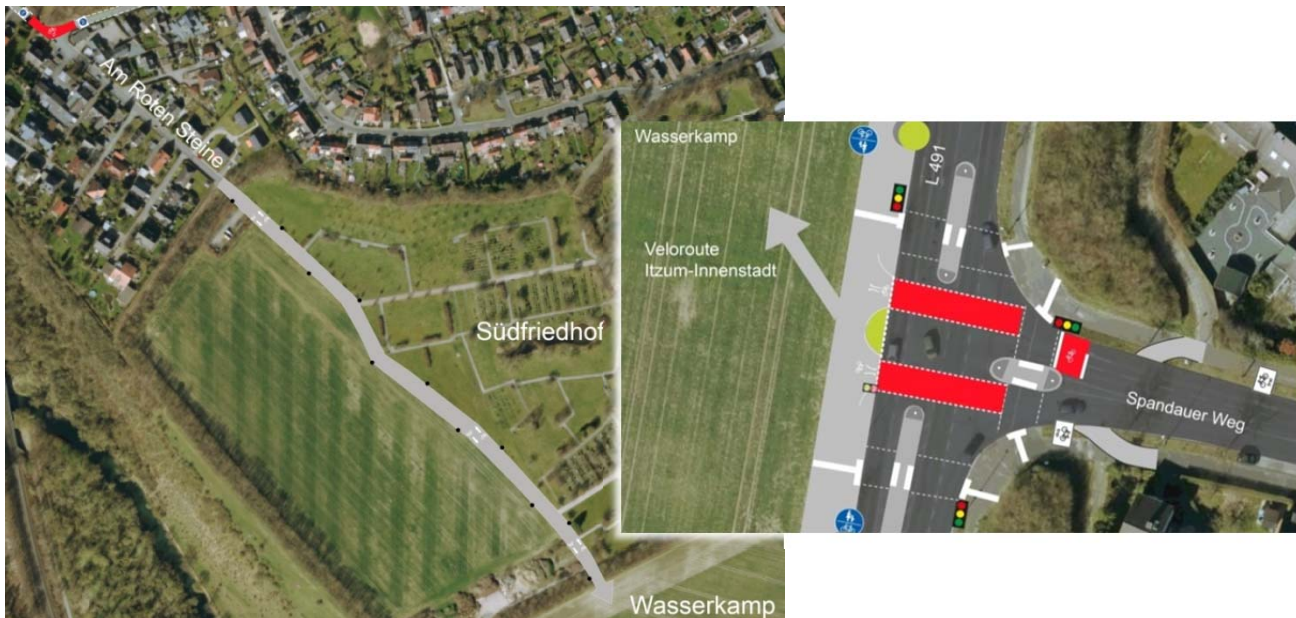 Am Roten Steine
Südfriedhof
Wasserkamp
Wasserkamp
L 491
Veloroute
Itzum-Innenstadt
Spandauer Weg